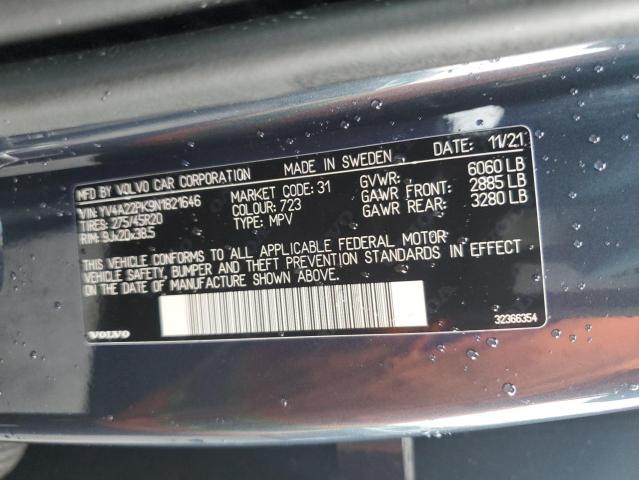 MFD BY VOLVO CAR CORPORATION MADE IN SWEDEN DATE: 11/21
VIN: YV4A22PK9N1821646 MARKET CODE: 31 GVWR: 6060 LB
TIRES: 275/45R20 COLOUR: 723 GAWR FRONT: 2885 LB
RIM: 9Jx20x38.5 TYPE: MPV GAWR REAR: 3280 LB
THIS VEHICLE CONFORMS TO ALL APPLICABLE FEDERAL MOTOR
VEHICLE SAFETY, BUMPER AND THEFT PREVENTION STANDARDS IN EFFECT
ON THE DATE OF MANUFACTURE SHOWN ABOVE.
VOLVO 32366354